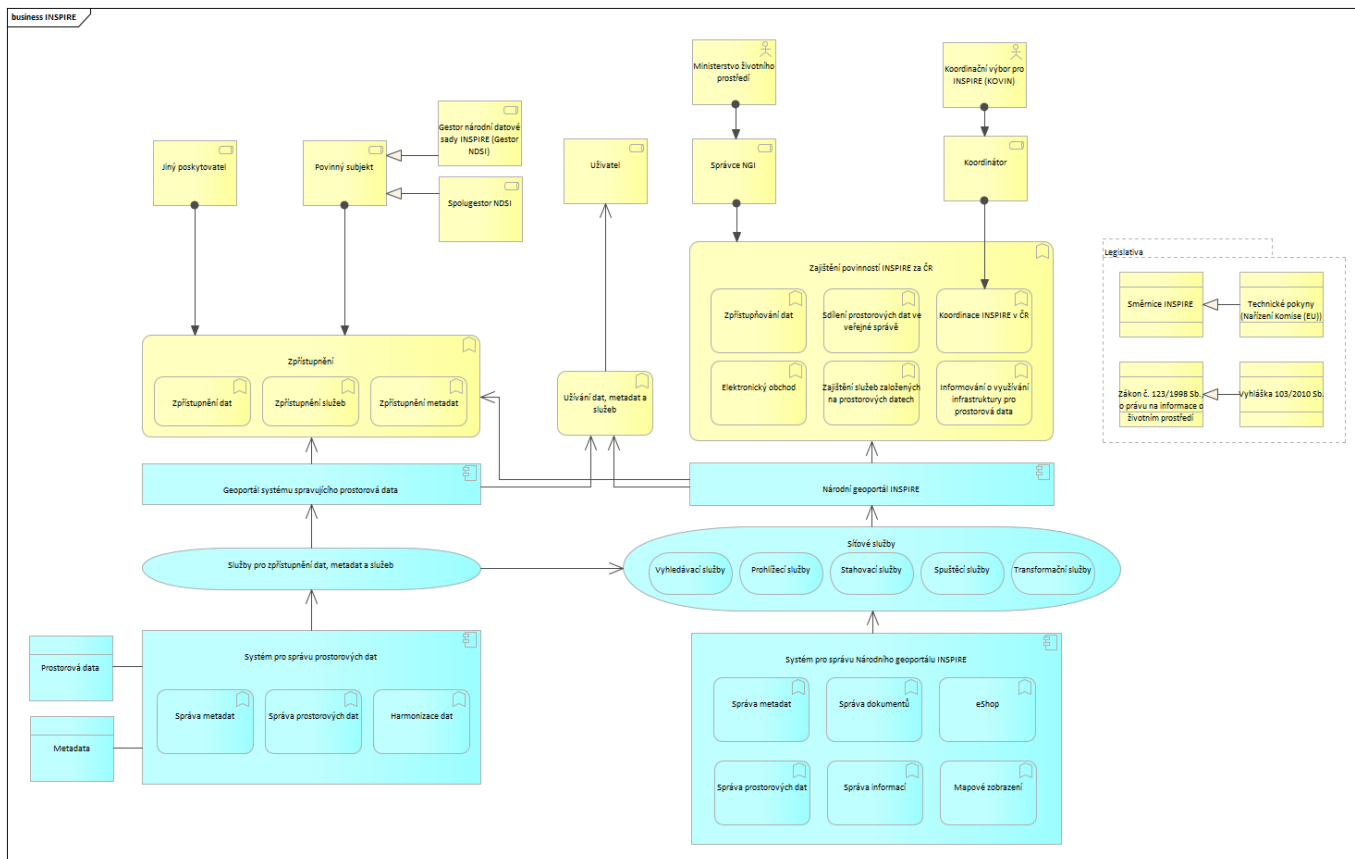 business INSPIRE
Ministerstvo životního
prostředí
Koordinační výbor pro
INSPIRE (KOVIN)
Gestor národní datové
sady INSPIRE (Gestor
NDSI)
Jiný poskytovatel
Povinný subjekt
Uživatel
Správce NGI
Koordinátor
Spolugestor NDSI
Zajištění povinností INSPIRE za ČR
Zpřístupňování dat
Sdílení prostorových dat ve
veřejné správě
Koordinace INSPIRE v ČR
Elektronický obchod
Zajištění služeb založených
na prostorových datech
Informování o využívání
infrastruktury pro
prostorová data
Legislativa
Směrnice INSPIRE
Technické pokyny
(Nařízení Komise (EU))
Zákon č. 123/1998 Sb.,
o právu na informace o
životním prostředí
Vyhláška 103/2010 Sb.
Zpřístupnění
Zpřístupnění dat
Zpřístupnění služeb
Zpřístupnění metadat
Užívání dat, metadat a
služeb
Geoportál systému spravujícího prostorová data
Národní geoportál INSPIRE
Služby pro zpřístupnění dat, metadat a služeb
Síťové služby
Vyhledávací služby
Prohlížecí služby
Stahovací služby
Spuštěcí služby
Transformační služby
Prostorová data
Metadata
Systém pro správu prostorových dat
Správa metadat
Správa prostorových dat
Harmonizace dat
Systém pro správu Národního geoportálu INSPIRE
Správa metadat
Správa dokumentů
eShop
Správa prostorových dat
Správa informací
Mapové zobrazení